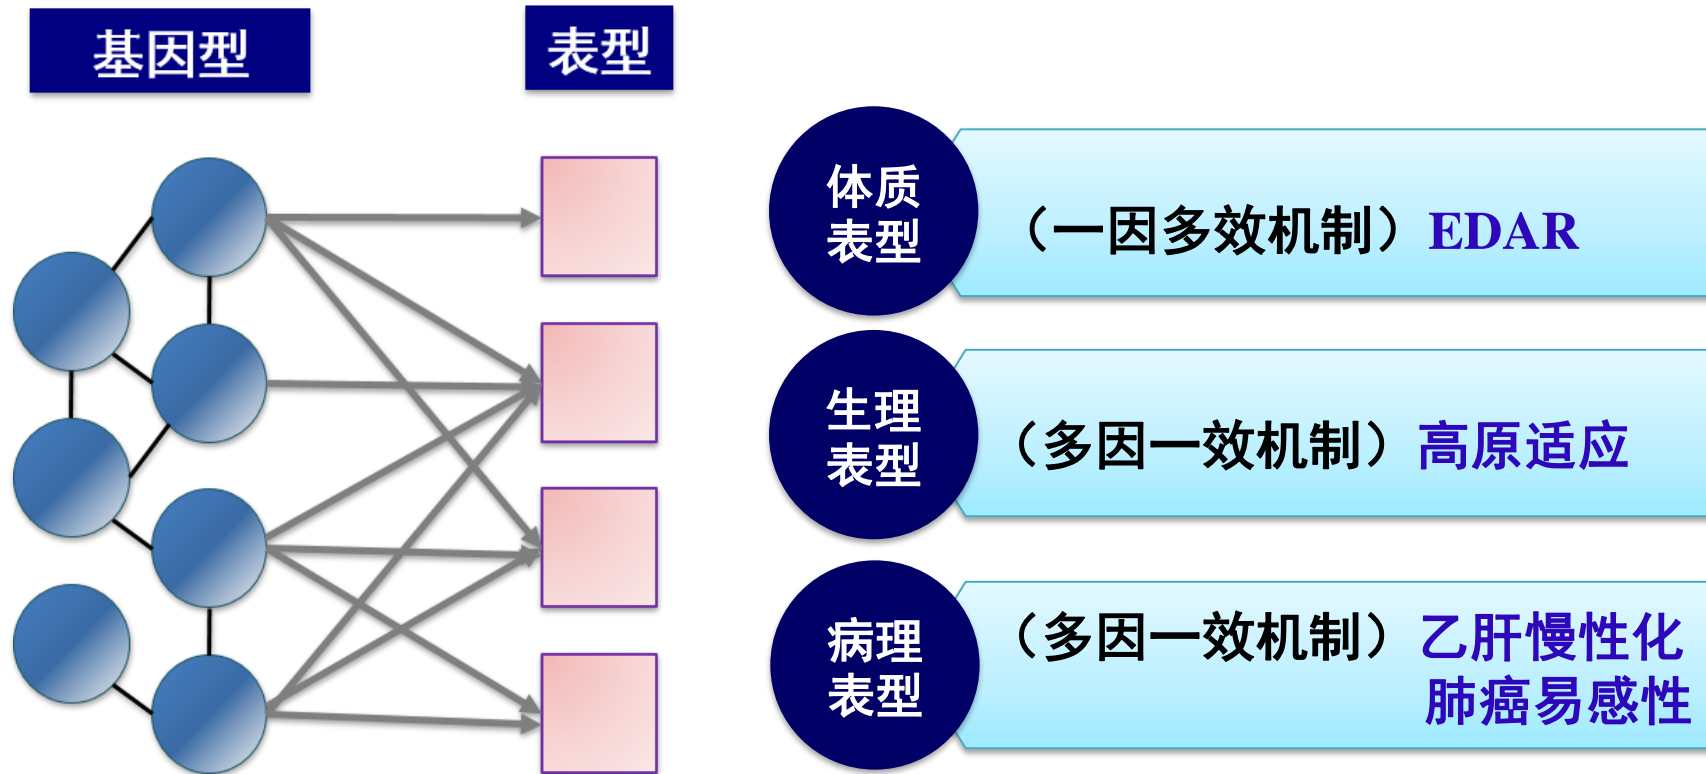 基因型
表型
体质
表型
（一因多效机制）EDAR
生理
表型
（多因一效机制）高原适应
病理
表型
（多因一效机制）乙肝慢性化
肺癌易感性